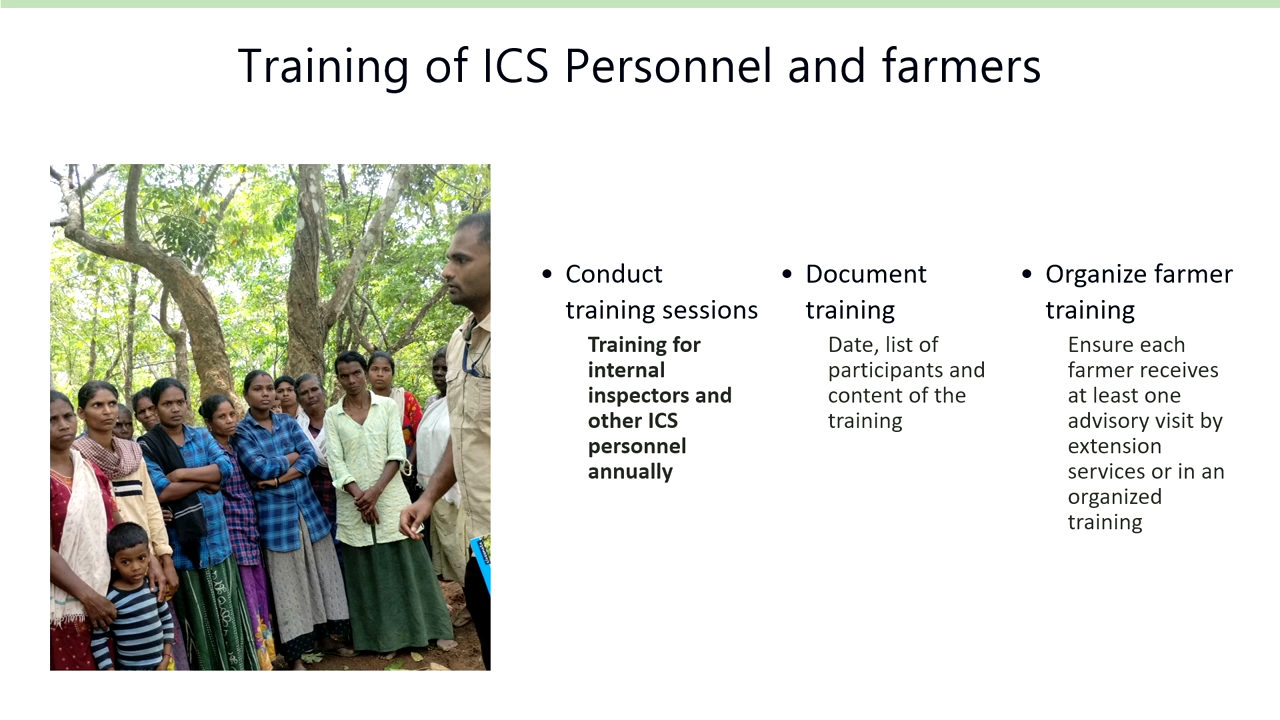 Training of ICS Personnel and farmers
• Conduct
training sessions
Training for
internal
inspectors and
other ICS
personnel
annually
• Document
training
Date, list of
participants and
content of the
training
• Organize farmer
training
Ensure each
farmer receives
at least one
advisory visit by
extension
services or in an
organized
training